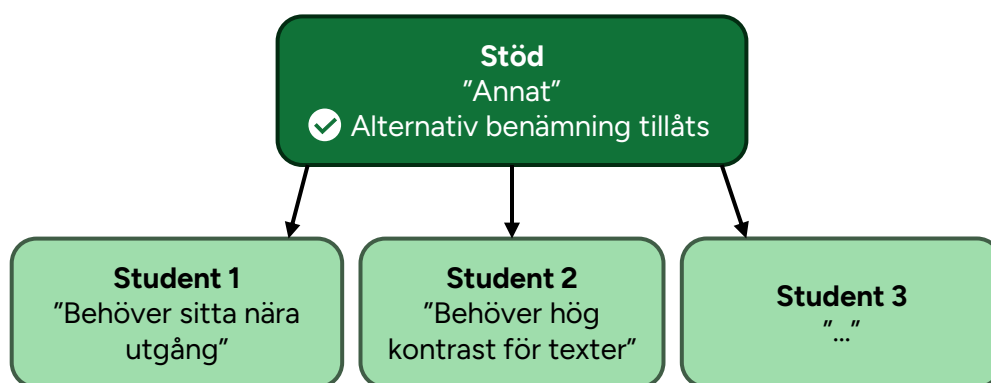 Stöd
”Annat”
Alternativ benämning tillåts
Student 1
”Behöver sitta nära
utgång”
Student 2
”Behöver hög
kontrast för texter”
Student 3
”...”